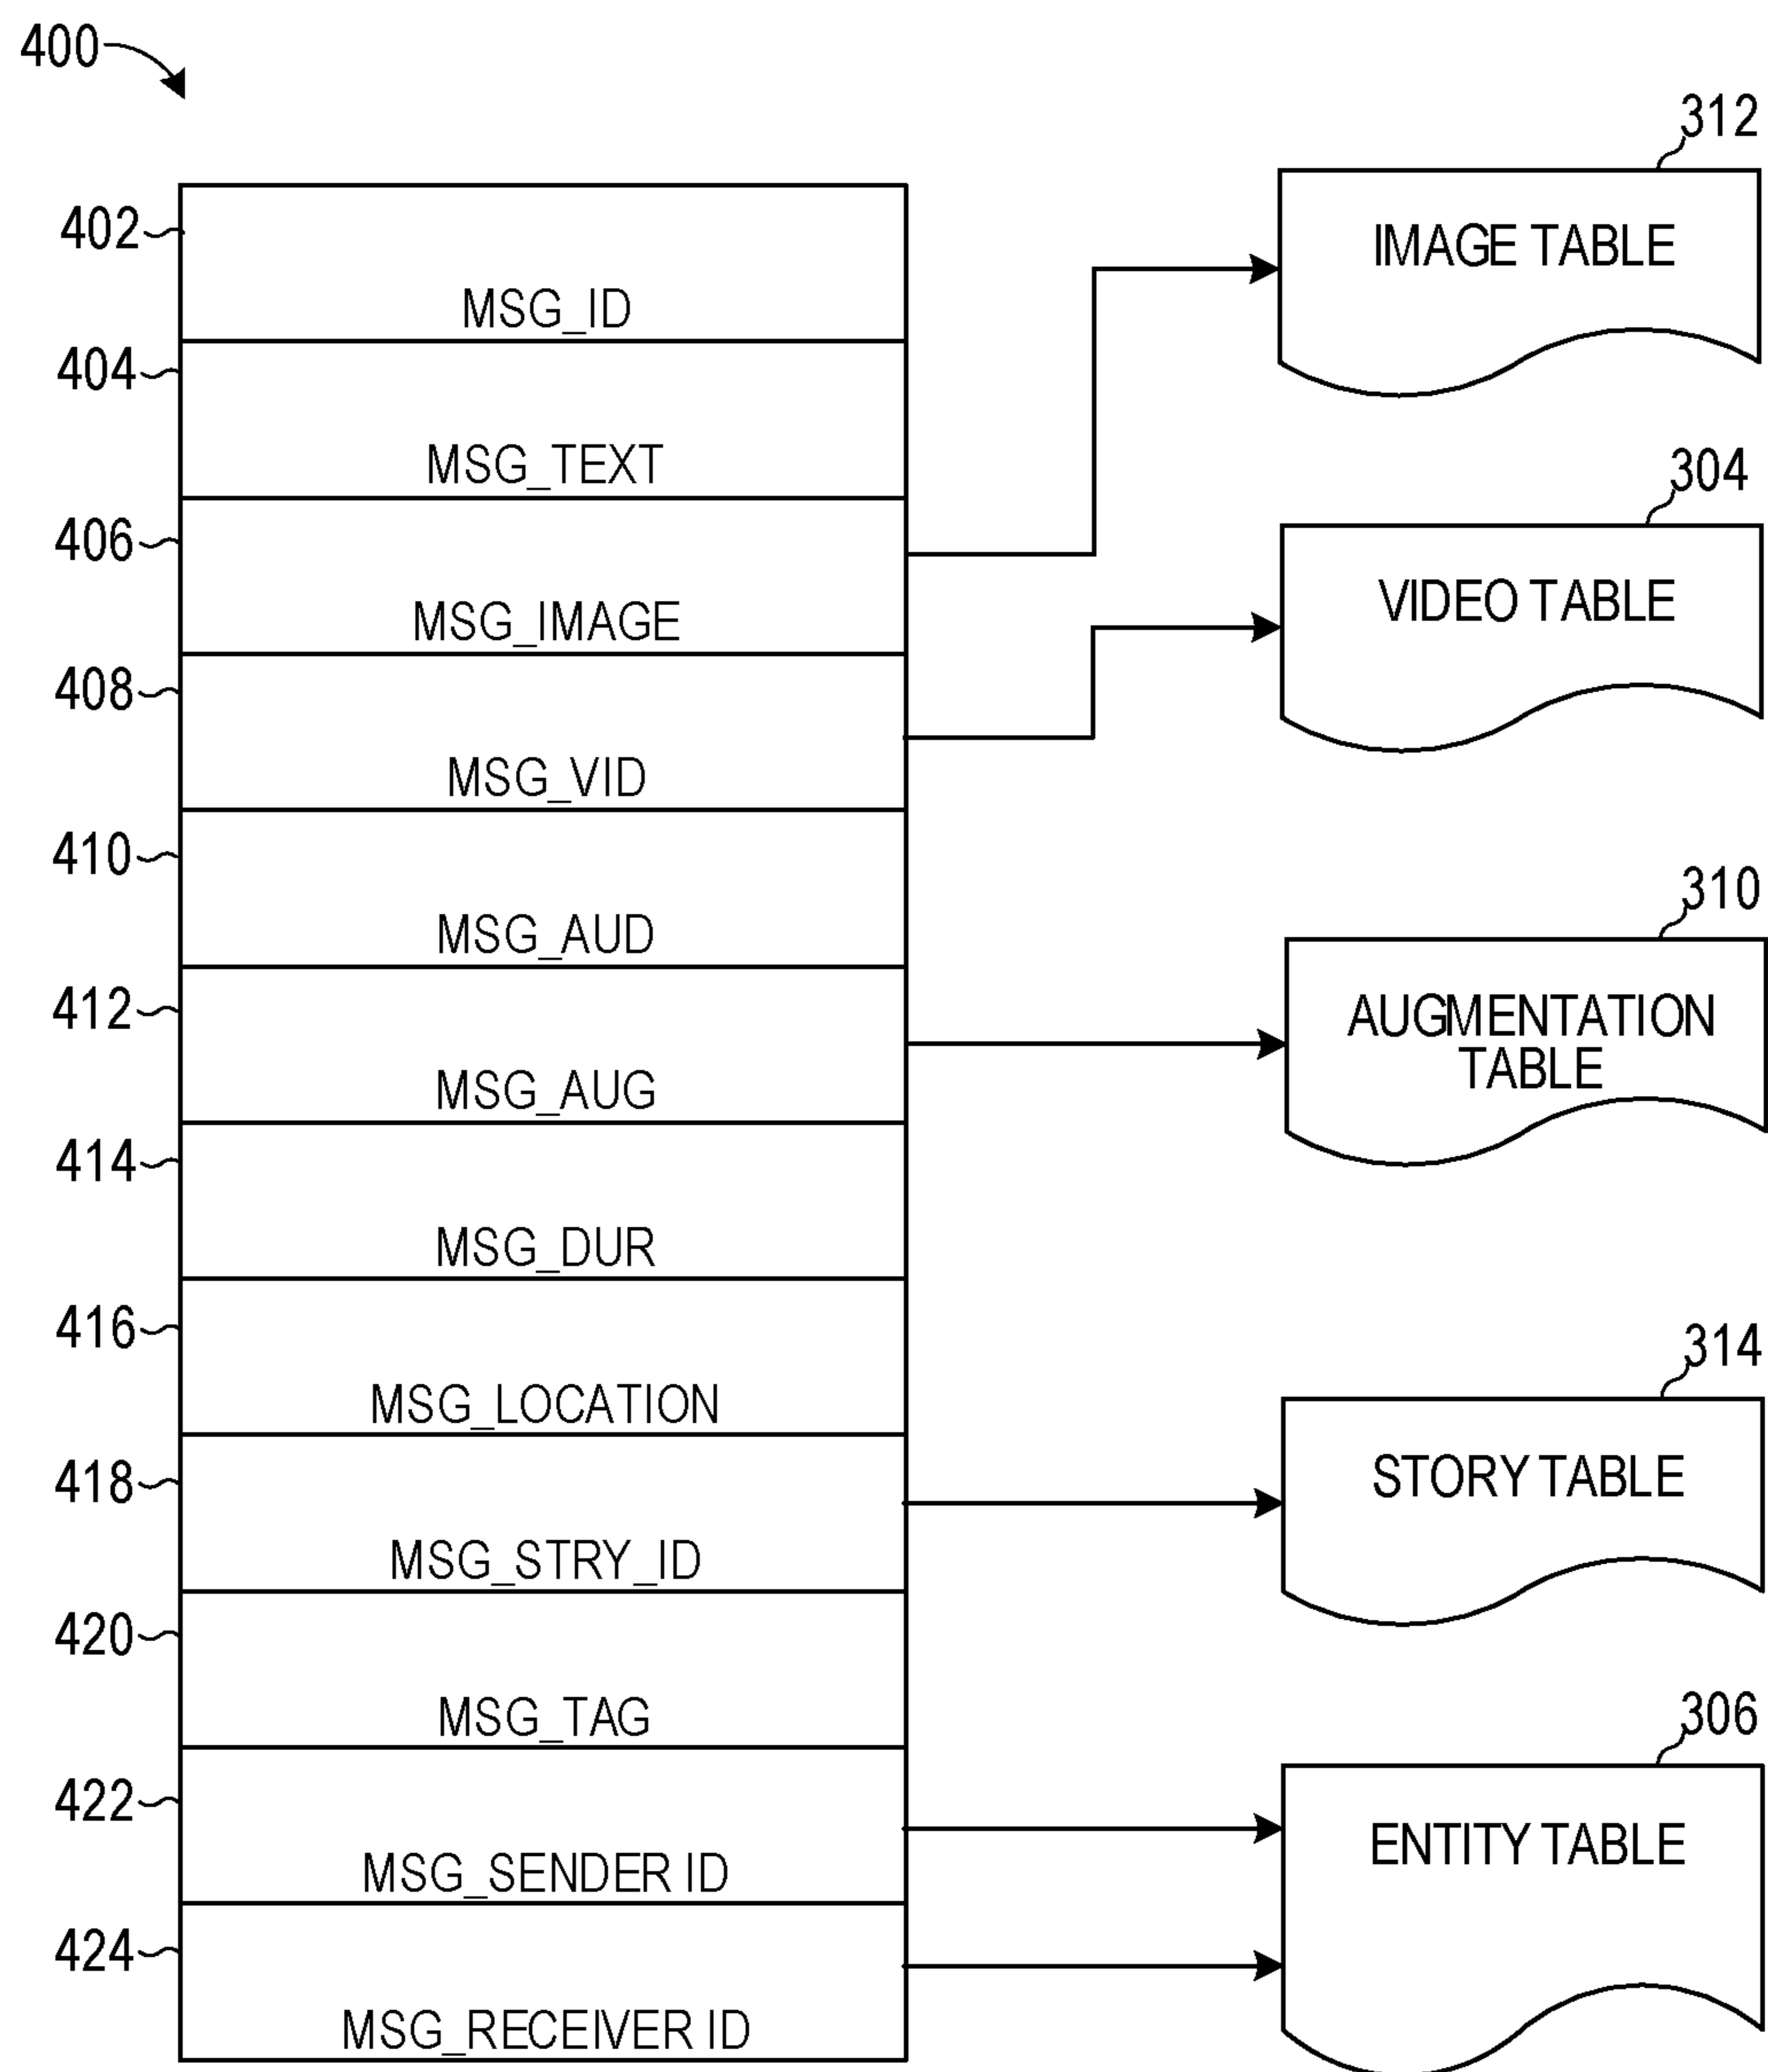 400
312
IMAGE TABLE
402
MSG_ID
404
MSG_TEXT
304
VIDEO TABLE
406
MSG_IMAGE
408
MSG_VID
410
MSG_AUD
310
AUGMENTATION
TABLE
412
MSG_AUG
414
MSG_DUR
416
MSG_LOCATION
314
STORY TABLE
418
MSG_STRY_ID
420
MSG_TAG
306
ENTITY TABLE
422
MSG_SENDER ID
424
MSG_RECEIVER ID